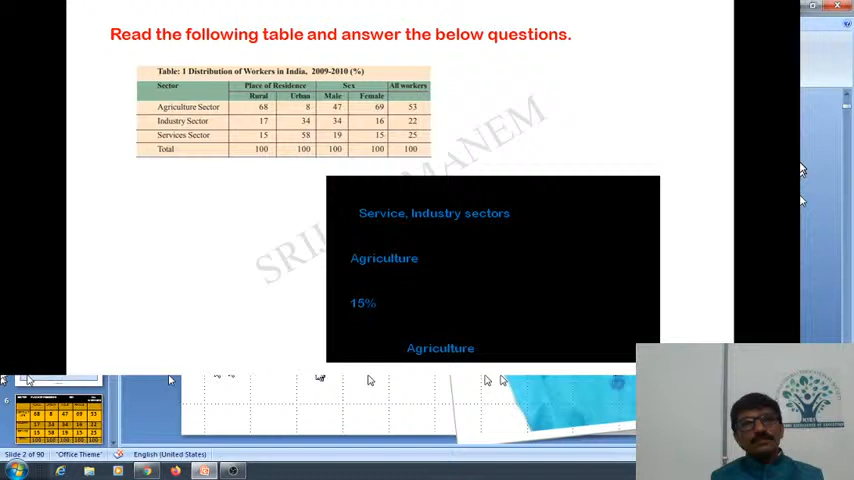 Read the following table and answer the below questions.
Table: 1 Distribution of Workers in India, 2009-2010 (%)
Sector Place of Residence Sex All workers
Rural Urban Male Female
Agriculture Sector 68 8 47 69 53
Industry Sector 17 34 34 16 22
Services Sector 15 58 19 15 25
Total 100 100 100 100 100
MANEM
Service, Industry sectors
Agriculture
15%
Agriculture
6
Slide 2 of 90 "Office Theme" English (United States)